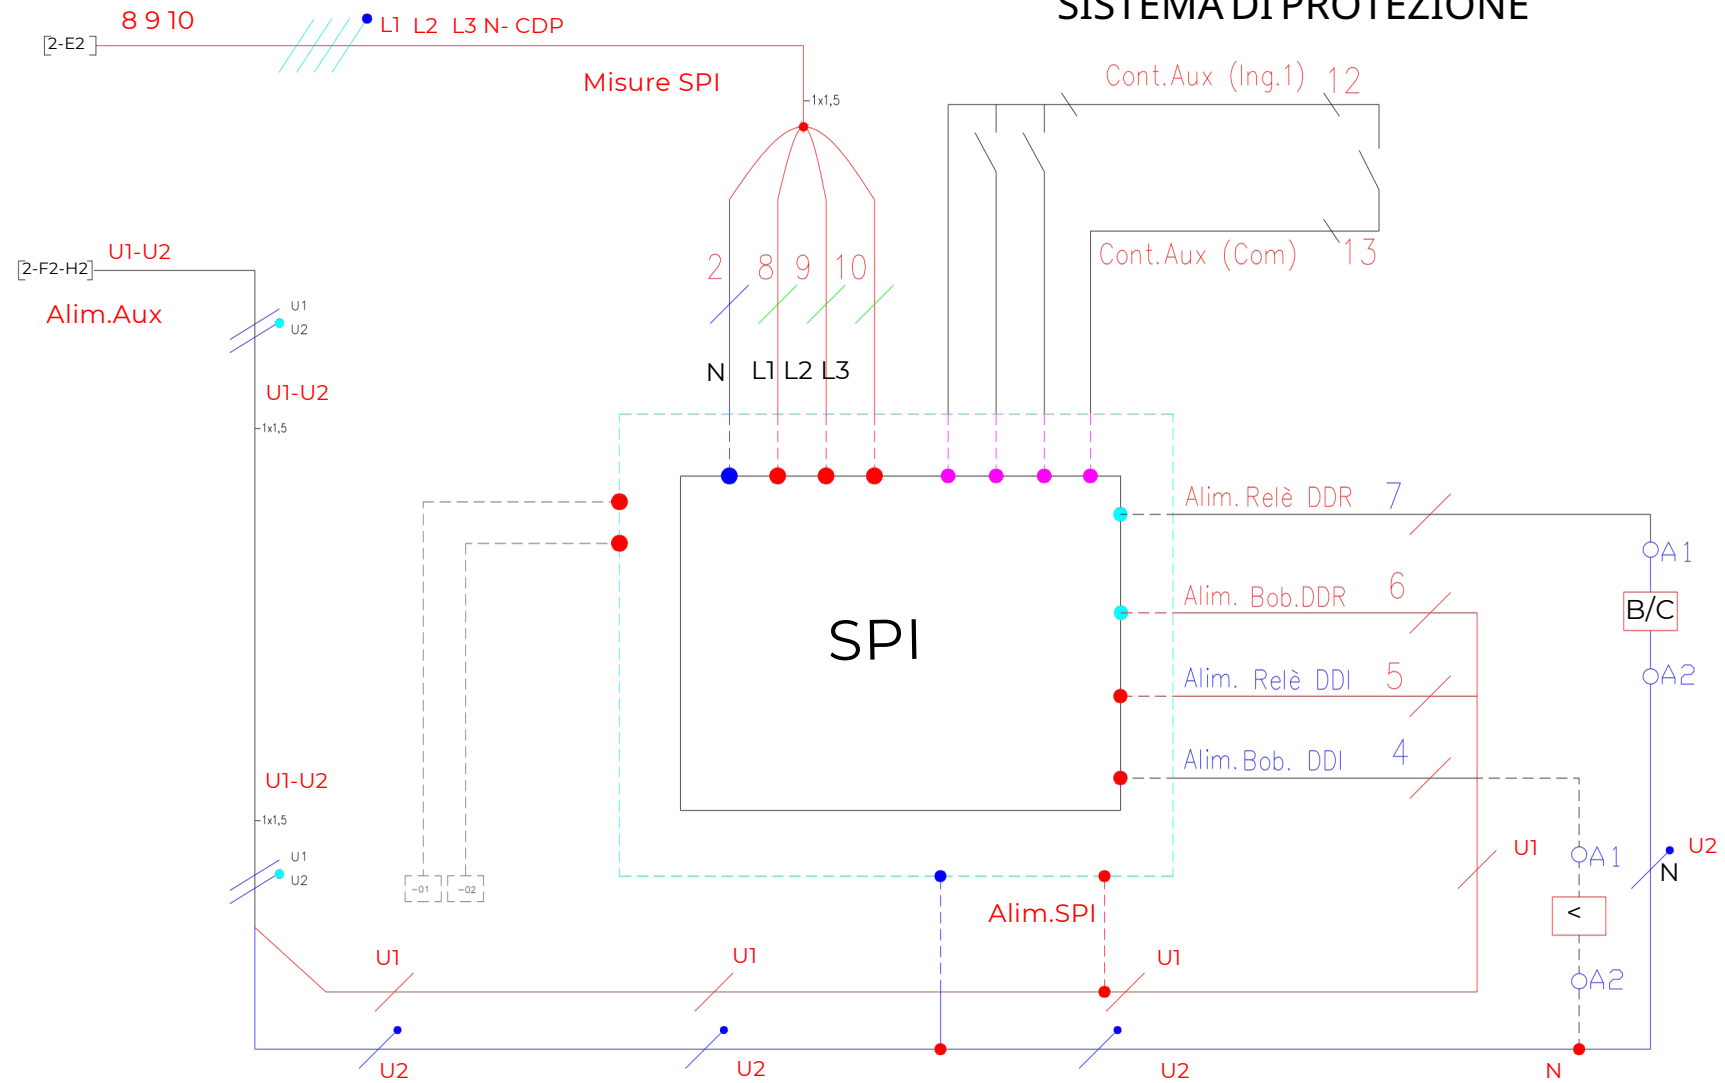 SISTEMA DI PROTEZIONE
8 9 10
L1 L2 L3 N- CDP
[2-E2]
Misure SPI
1x1,5
Cont.Aux (Ing.1) 12
Cont.Aux (Com) 13
U1-U2
[2-F2-H2]
Alim.Aux
U1
U2
U1-U2
1x1,5
2 8 9 10
N L1 L2 L3
SPI
Alim. Relè DDR 7
A1
B/C
A2
Alim. Bob.DDR 6
Alim. Relè DDI 5
Alim.Bob. DDI 4
U1-U2
1x1,5
U1
U2
-01 -02
Alim.SPI
U1
U2
N
A1
<
A2
U1 U1 U1
U2 U2 U2 N